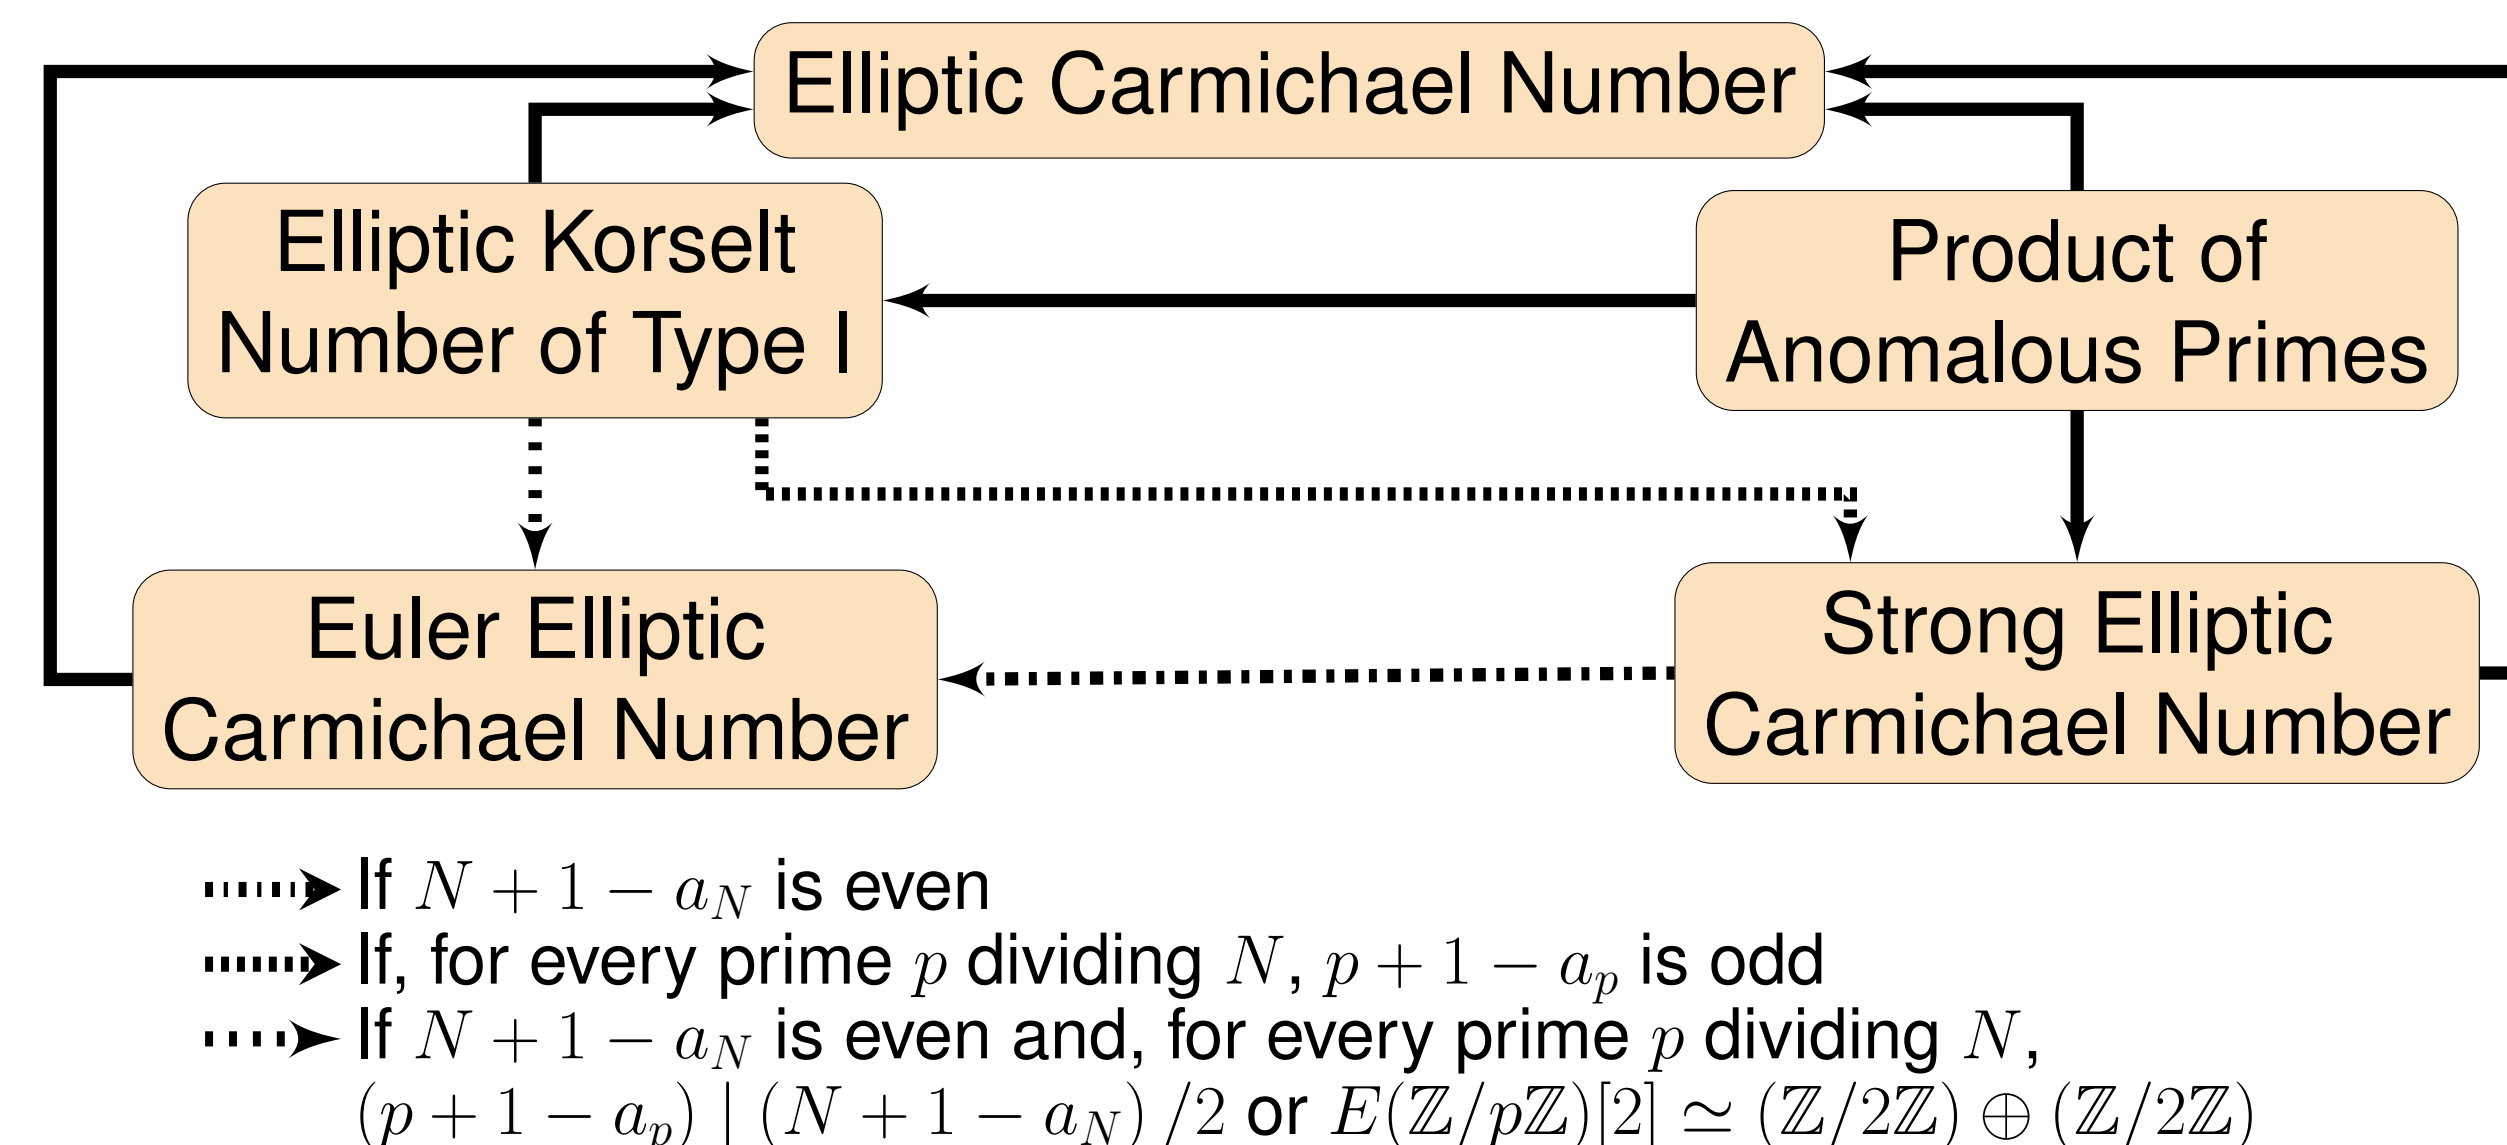 Elliptic Carmichael Number
Elliptic Korselt
Number of Type I
Product of
Anomalous Primes
Euler Elliptic
Carmichael Number
Strong Elliptic
Carmichael Number
If N + 1 − a_N is even
If, for every prime p dividing N, p + 1 − a_p is odd
If N + 1 − a_N is even and, for every prime p dividing N,
(p + 1 − a_p) | (N + 1 − a_N) /2 or E (ℤ/pℤ) [2] ≃ (ℤ/2ℤ) ⊕ (ℤ/2ℤ)